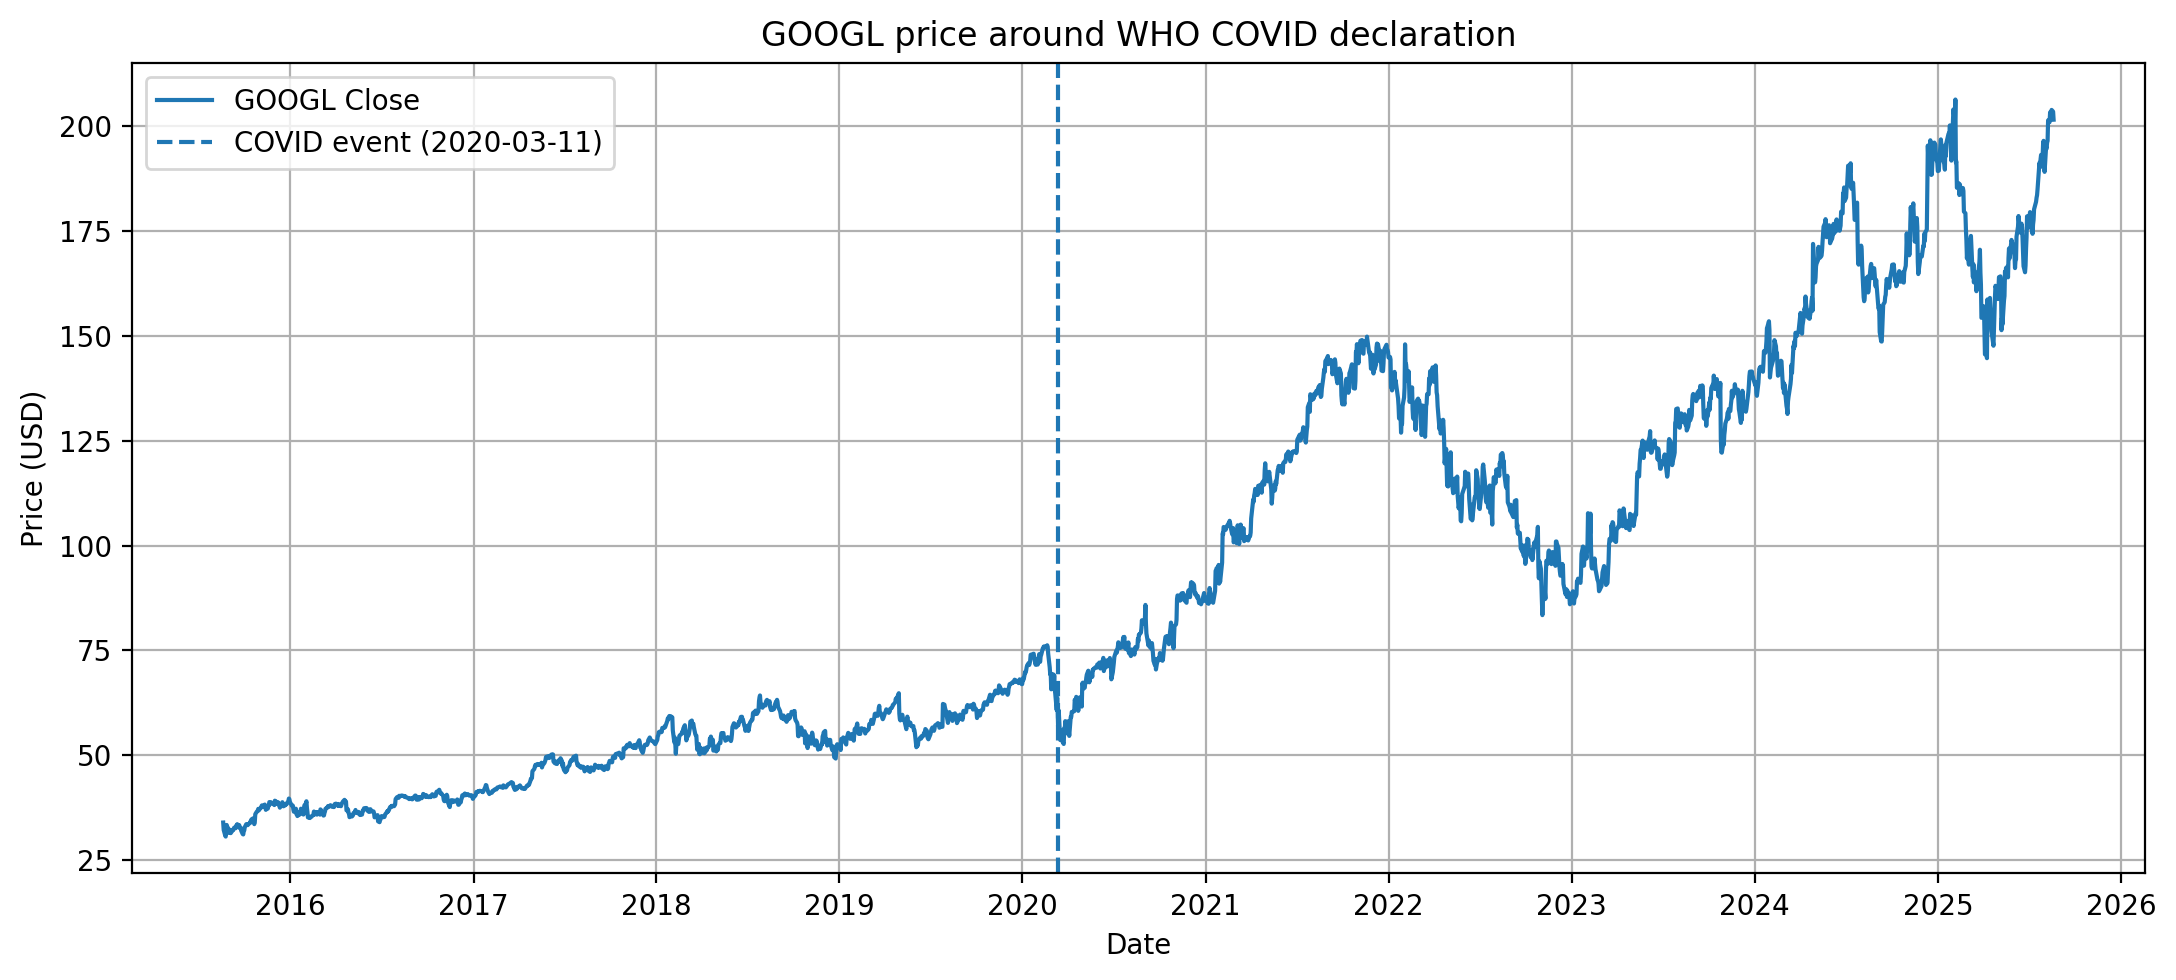 GOOGL price around WHO COVID declaration
GOOGL Close
COVID event (2020-03-11)
Price (USD)
200
175
150
125
100
75
50
25
2016 2017 2018 2019 2020 2021 2022 2023 2024 2025 2026
Date